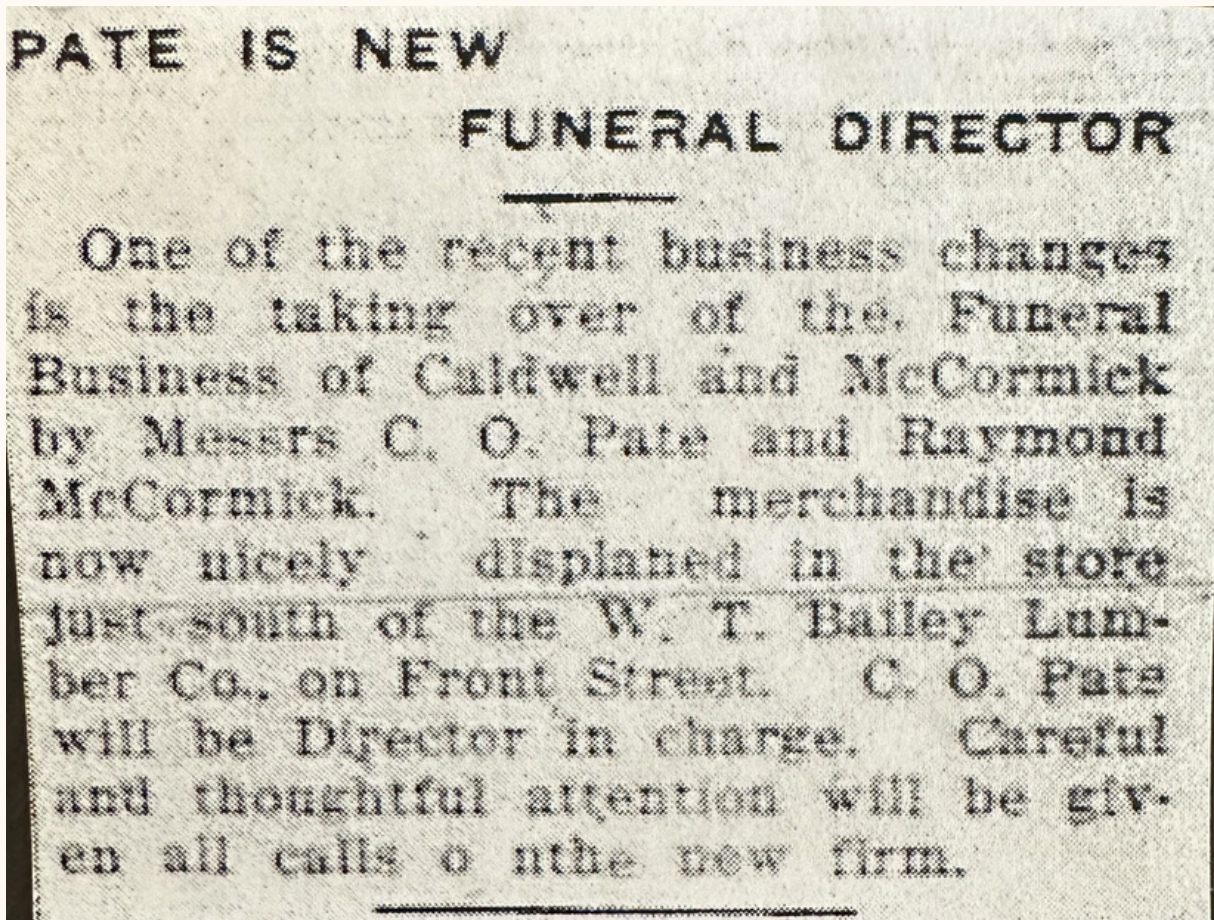 PATE IS NEW
FUNERAL DIRECTOR
One of the recent business changes
is the taking over of the Funeral
Business of Caldwell and McCormick
by Messrs C. O. Pate and Raymond
McCormick. The merchandise is
now nicely displaned in the store
just south of the W. T. Bailey Lum-
ber Co., on Front Street. C. O. Pate
will be Director in charge. Careful
and thoughtful attention will be giv-
en all calls o nthe new firm.